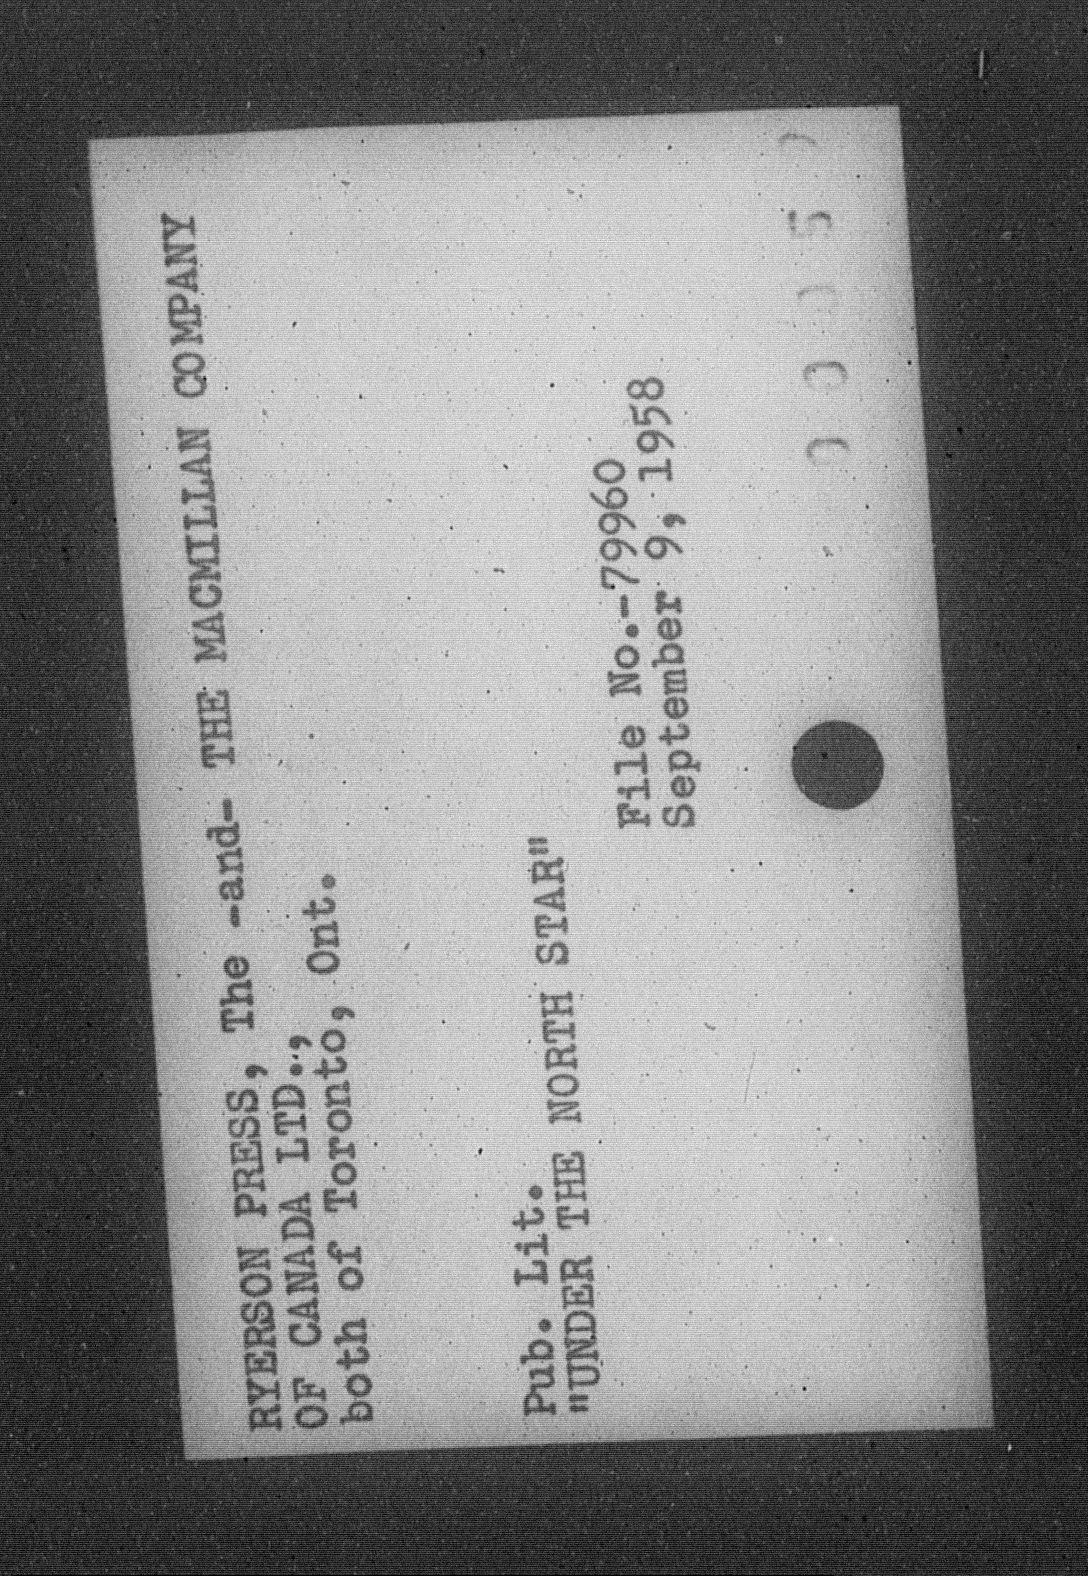 RYERSON PRESS, The -and- THE MACMILLAN COMPANY
OF CANADA LTD.,
both of Toronto, Ont.
Pub. Lit.
"UNDER THE NORTH STAR"
File No.-79960
September 9, 1958